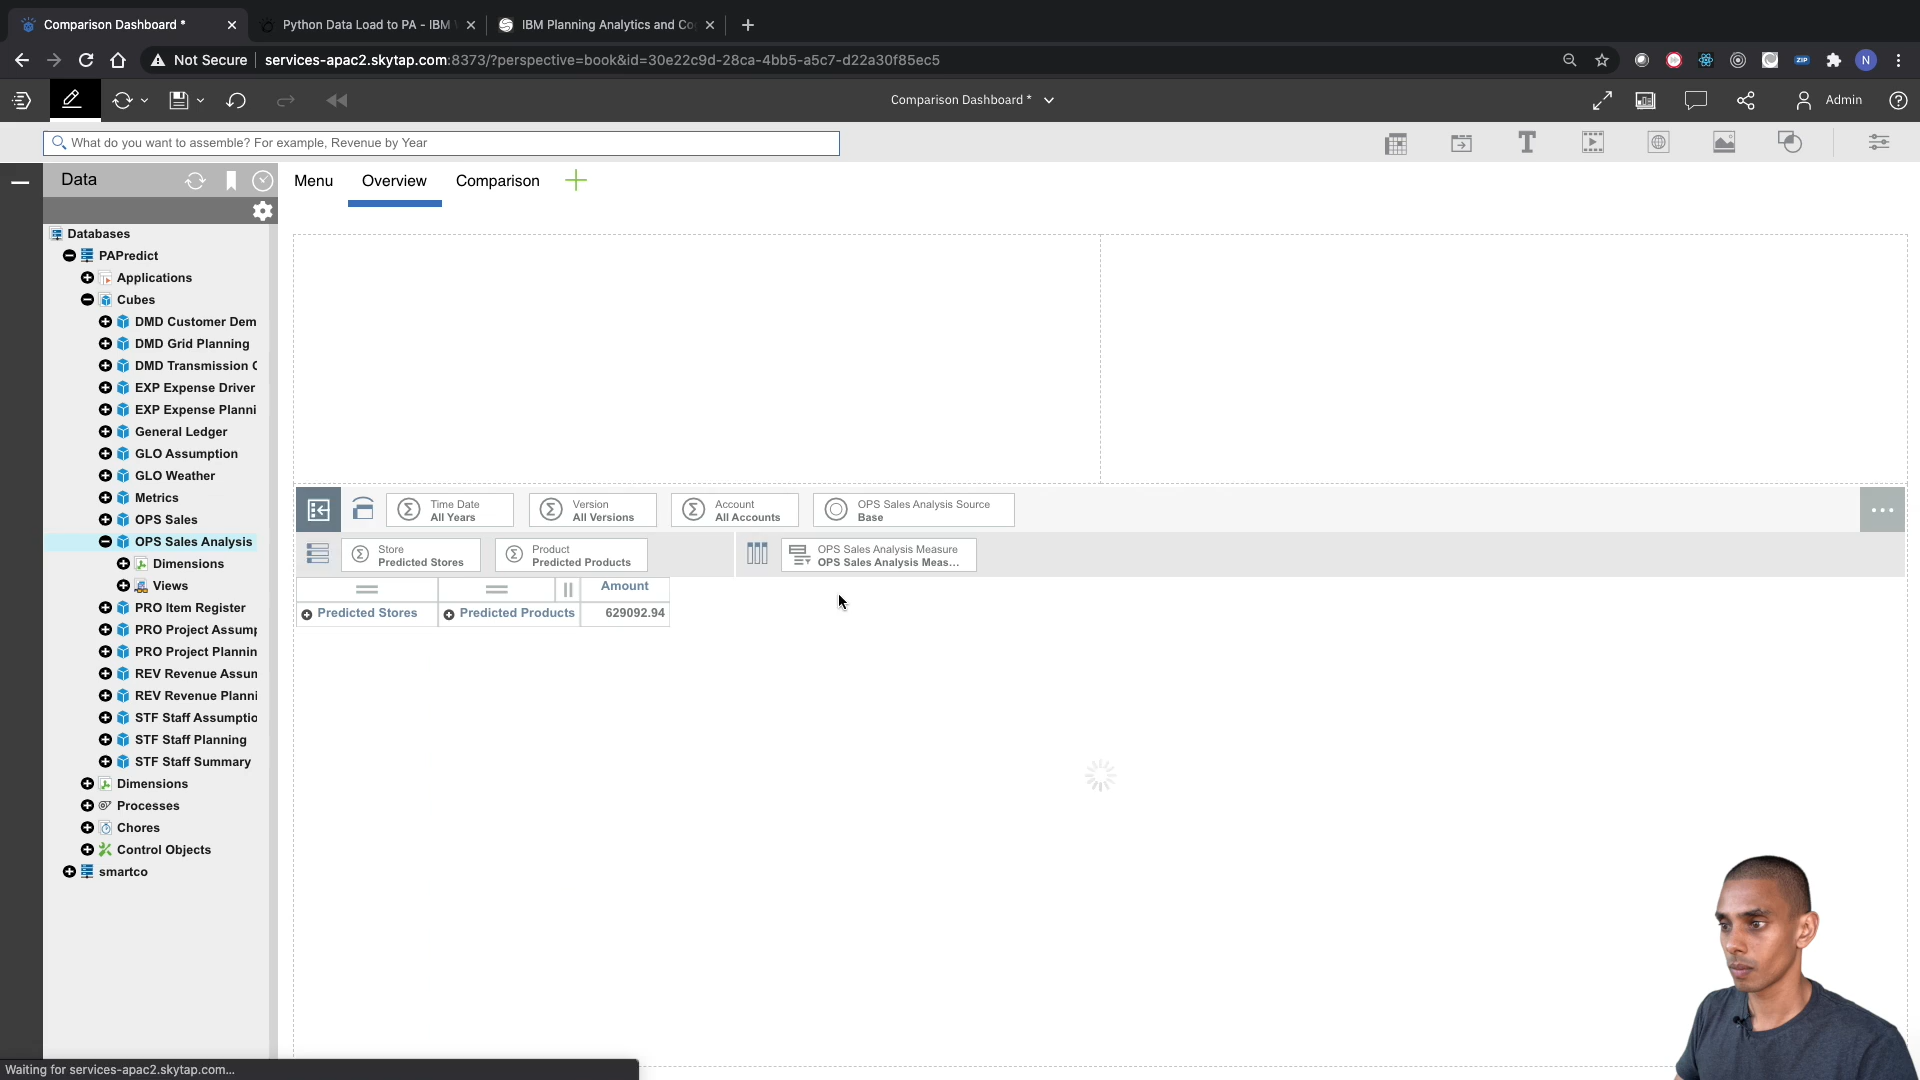 Comparison Dashboard *
Python Data Load to PA - IBM
IBM Planning Analytics and Co
Not Secure
services-apac2.skytap.com:8373/?perspective=book&id=30e22c9d-28ca-4bb5-a5c7-d22a30f85ec5
ZIP
N
Comparison Dashboard *
Admin
What do you want to assemble? For example, Revenue by Year
Data
Menu
Overview
Comparison
Databases
PAPredict
Applications
Cubes
DMD Customer Dem
DMD Grid Planning
DMD Transmission C
EXP Expense Driver
EXP Expense Planni
General Ledger
GLO Assumption
GLO Weather
Metrics
OPS Sales
OPS Sales Analysis
Dimensions
Views
PRO Item Register
PRO Project Assump
PRO Project Plannin
REV Revenue Assum
REV Revenue Planni
STF Staff Assumptio
STF Staff Planning
STF Staff Summary
Dimensions
Processes
Chores
Control Objects
smartco
Time Date
All Years
Version
All Versions
Account
All Accounts
OPS Sales Analysis Source
Base
Store
Predicted Stores
Product
Predicted Products
OPS Sales Analysis Measure
OPS Sales Analysis Meas...
Amount
Predicted Stores
Predicted Products
629092.94
Waiting for services-apac2.skytap.com...